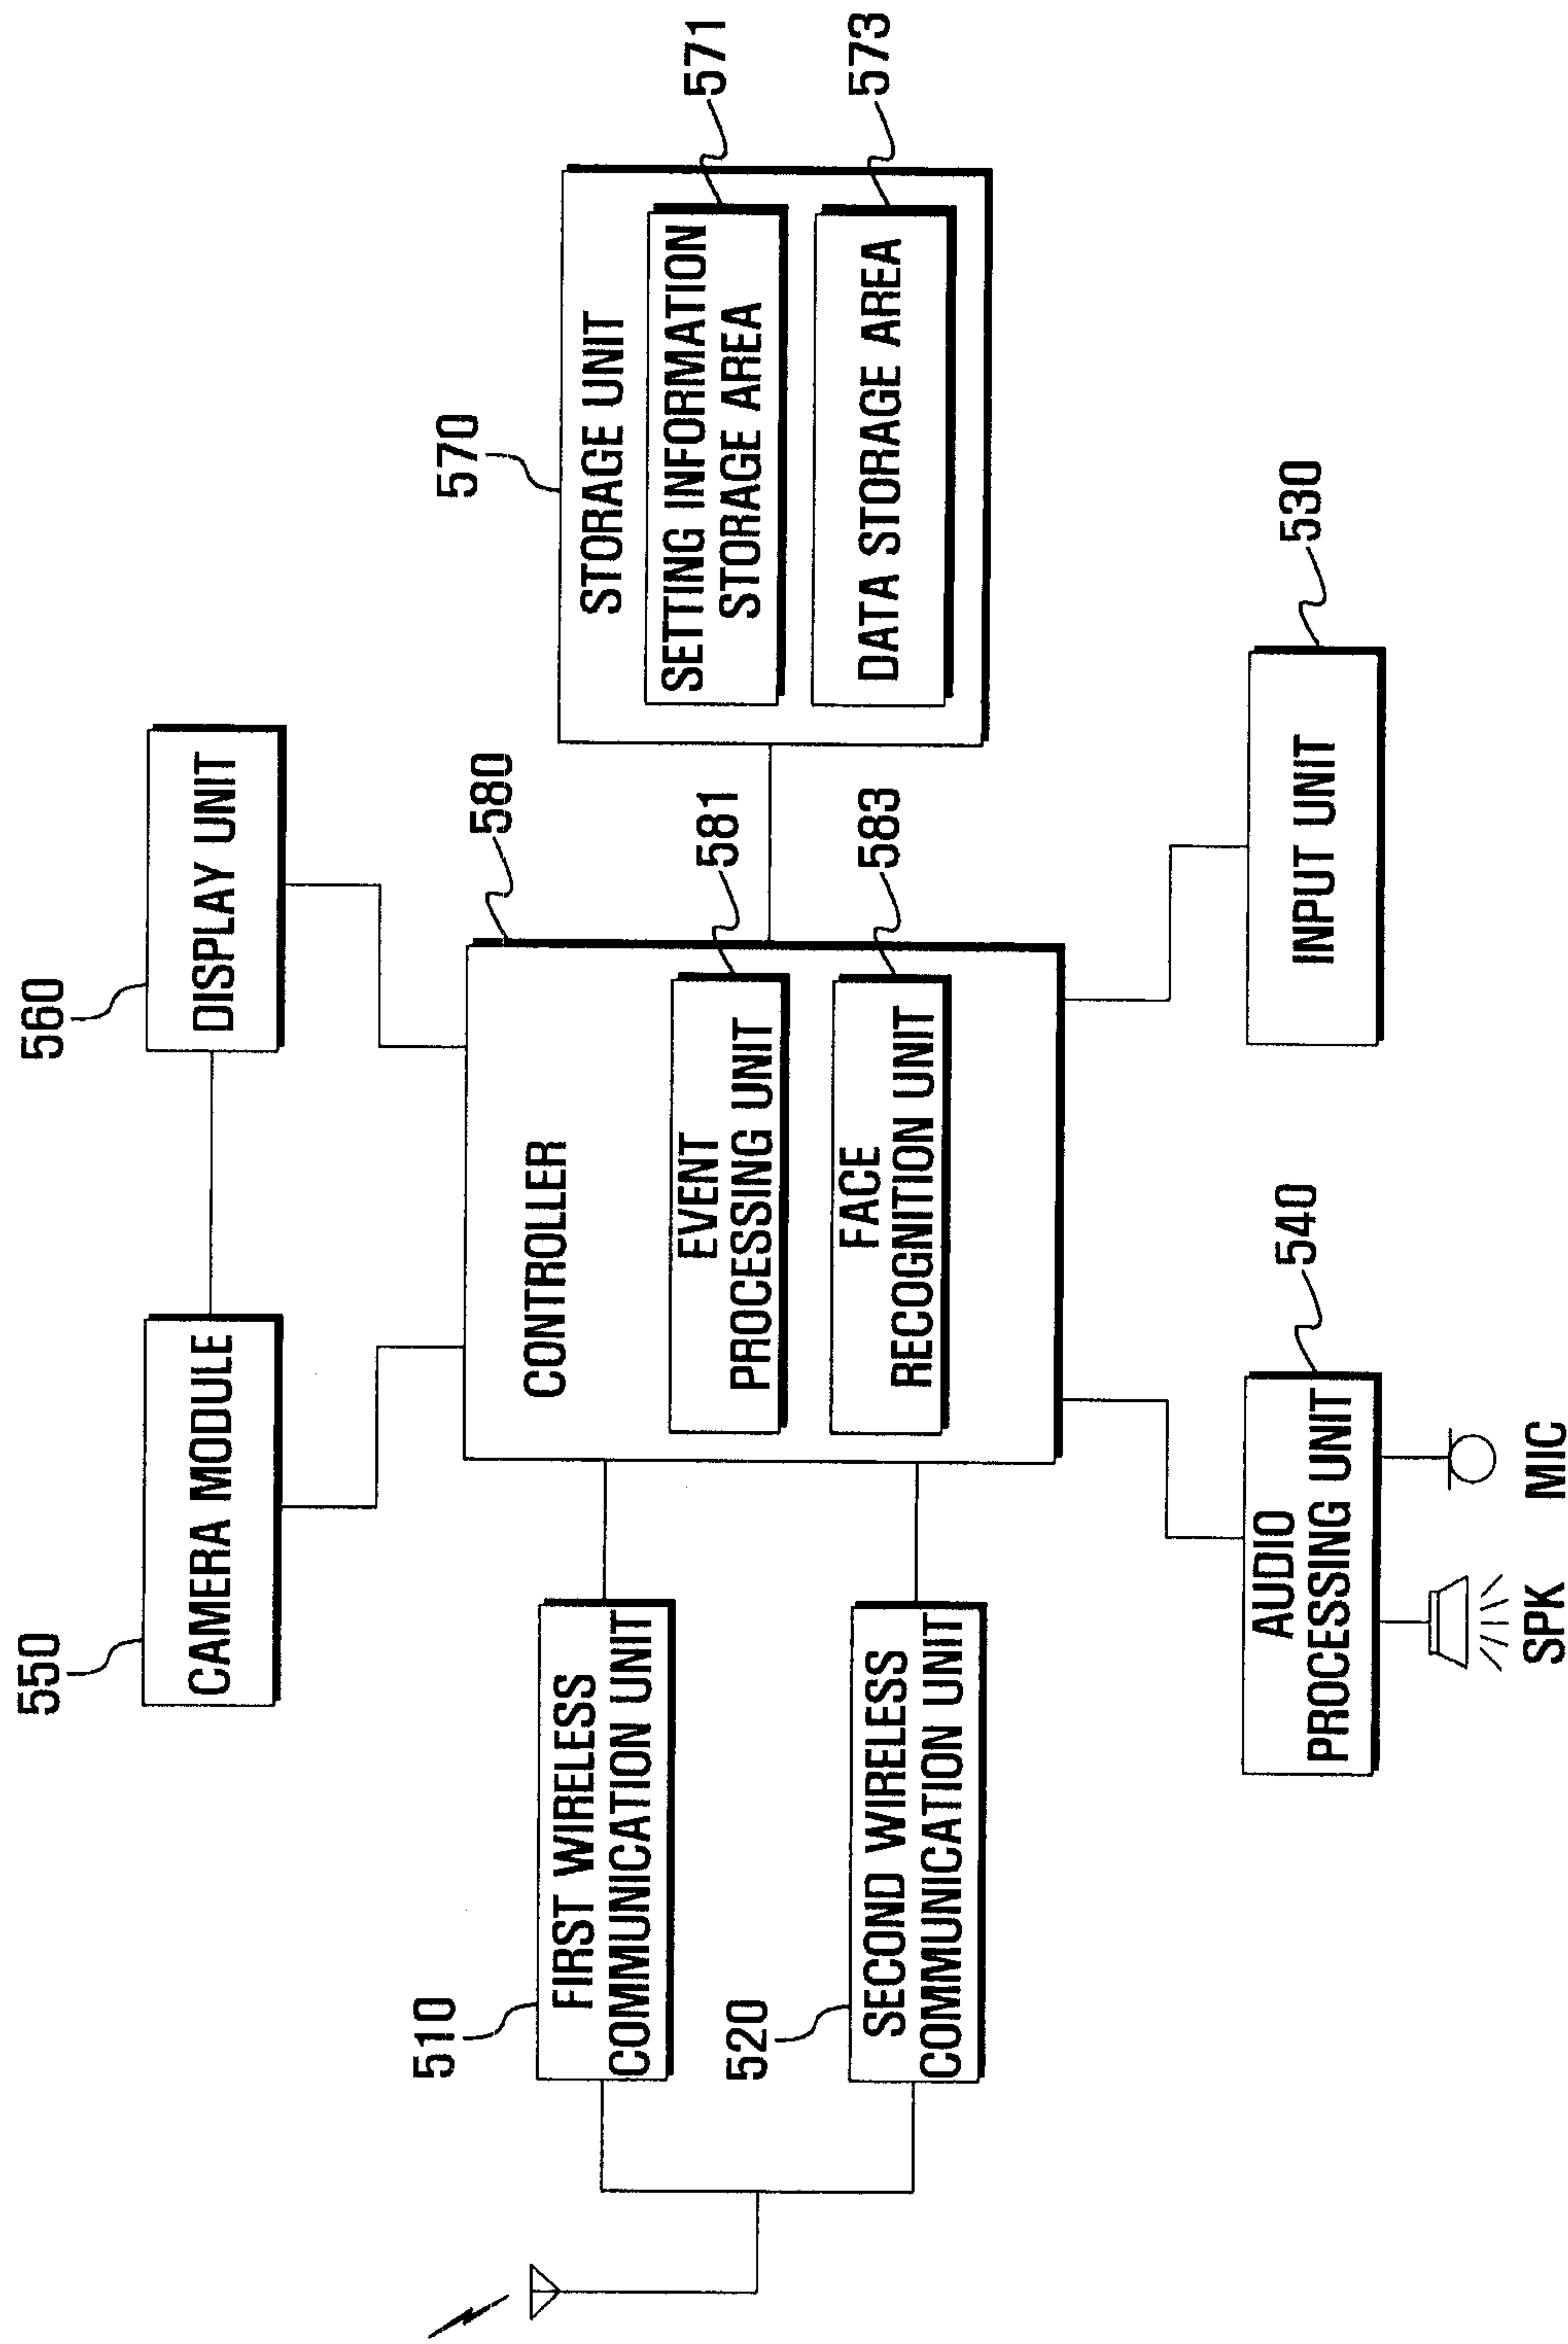 550
CAMERA MODULE
560
DISPLAY UNIT
510
FIRST WIRELESS
COMMUNICATION UNIT
520
SECOND WIRELESS
COMMUNICATION UNIT
580
CONTROLLER
581
EVENT
PROCESSING UNIT
583
FACE
RECOGNITION UNIT
570
STORAGE UNIT
571
SETTING INFORMATION
STORAGE AREA
573
DATA STORAGE AREA
540
AUDIO
PROCESSING UNIT
SPK
MIC
530
INPUT UNIT